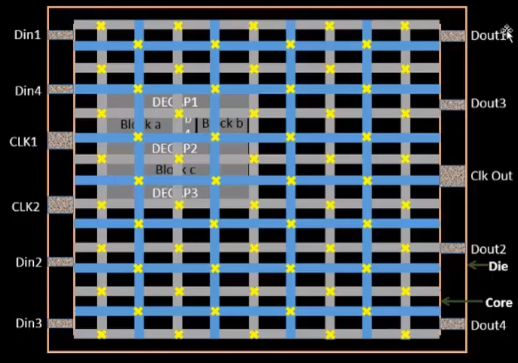 Din1
Dout1
Din4
Dout3
DECAP1
Block a
Block b
CLK1
DECAP2
Clk Out
Block c
DECAP3
CLK2
Dout2
Din2
Die
Core
Din3
Dout4